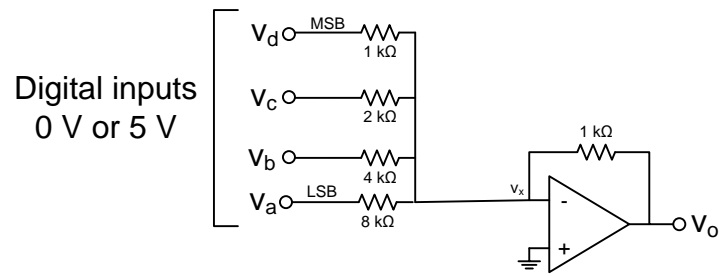 Digital inputs
0 V or 5 V
Vd
MSB
1 kΩ
Vc
2 kΩ
Vb
4 kΩ
Va
LSB
8 kΩ
Vx
1 kΩ
-
+
Vo